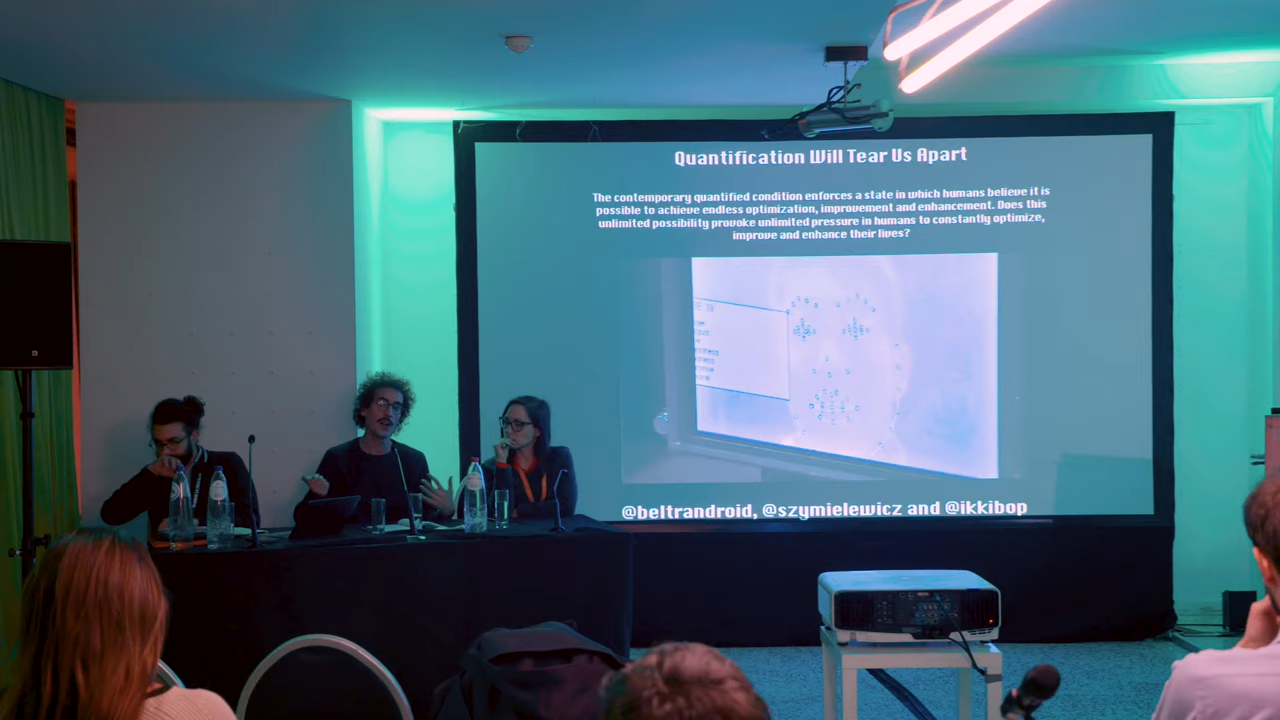 Quantification Will Tear Us Apart
The contemporary quantified condition enforces a state in which humans believe it is
possible to achieve endless optimization, improvement and enhancement. Does this
unlimited possibility provoke unlimited pressure in humans to constantly optimize,
improve and enhance their lives?
@beltrandroid, @szymielewicz and @ikkibop